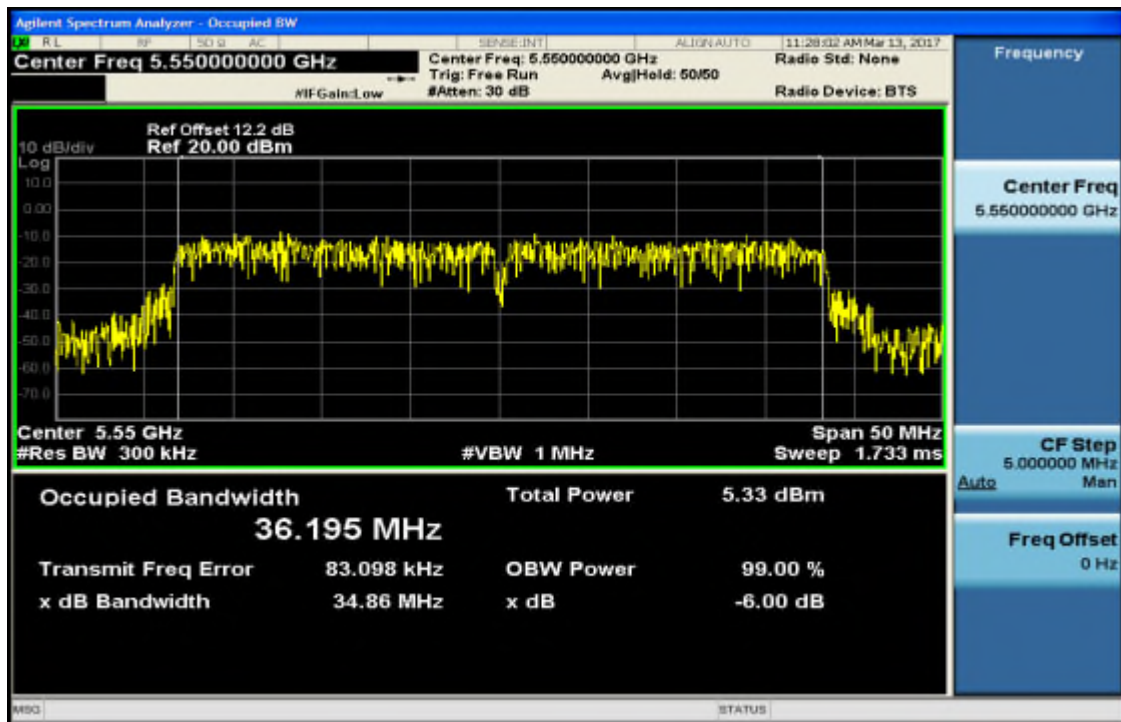 Agilent Spectrum Analyzer - Occupied BW
LXI RL RF 50 Ω AC SENSE:INT ALIGN AUTO 11:28:02 AM Mar 13, 2017
Center Freq 5.550000000 GHz
Center Freq: 5.550000000 GHz
Radio Std: None
Trig: Free Run
Avg|Hold: 50/50
#IFGain:Low
#Atten: 30 dB
Radio Device: BTS
Ref Offset 12.2 dB
10 dB/div
Ref 20.00 dBm
Log
10.0
0.00
-10.0
-20.0
-30.0
-40.0
-50.0
-60.0
-70.0
Center 5.55 GHz
Span 50 MHz
#Res BW 300 kHz
#VBW 1 MHz
Sweep 1.733 ms
Occupied Bandwidth
Total Power
5.33 dBm
36.195 MHz
Transmit Freq Error
83.098 kHz
OBW Power
99.00 %
x dB Bandwidth
34.86 MHz
x dB
-6.00 dB
MSG
STATUS
Frequency
Center Freq
5.550000000 GHz
CF Step
5.000000 MHz
Auto Man
Freq Offset
0 Hz